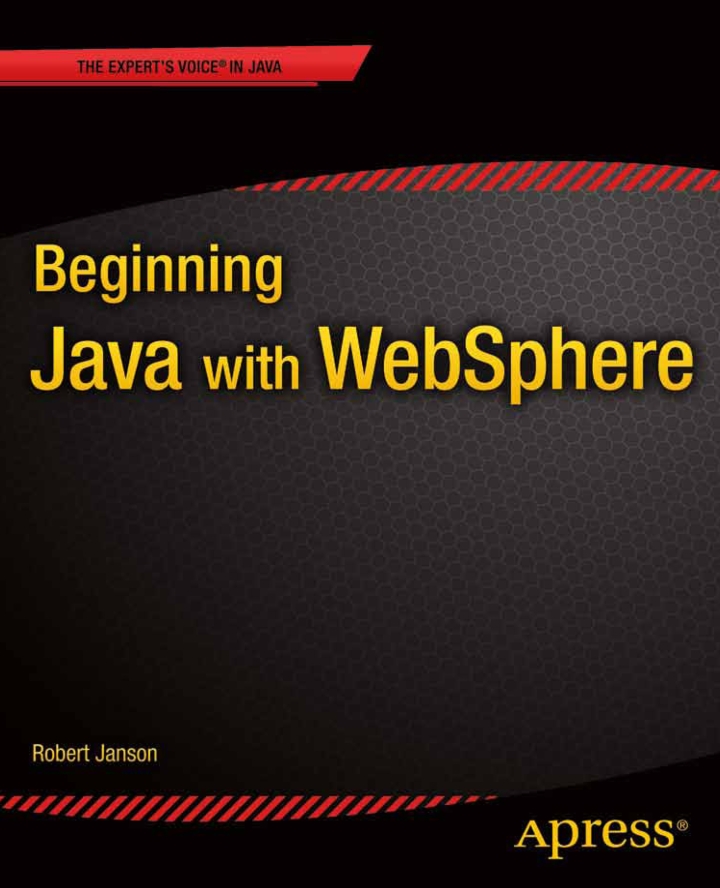 THE EXPERT'S VOICE® IN JAVA
Beginning
Java with WebSphere
Robert Janson
Apress®